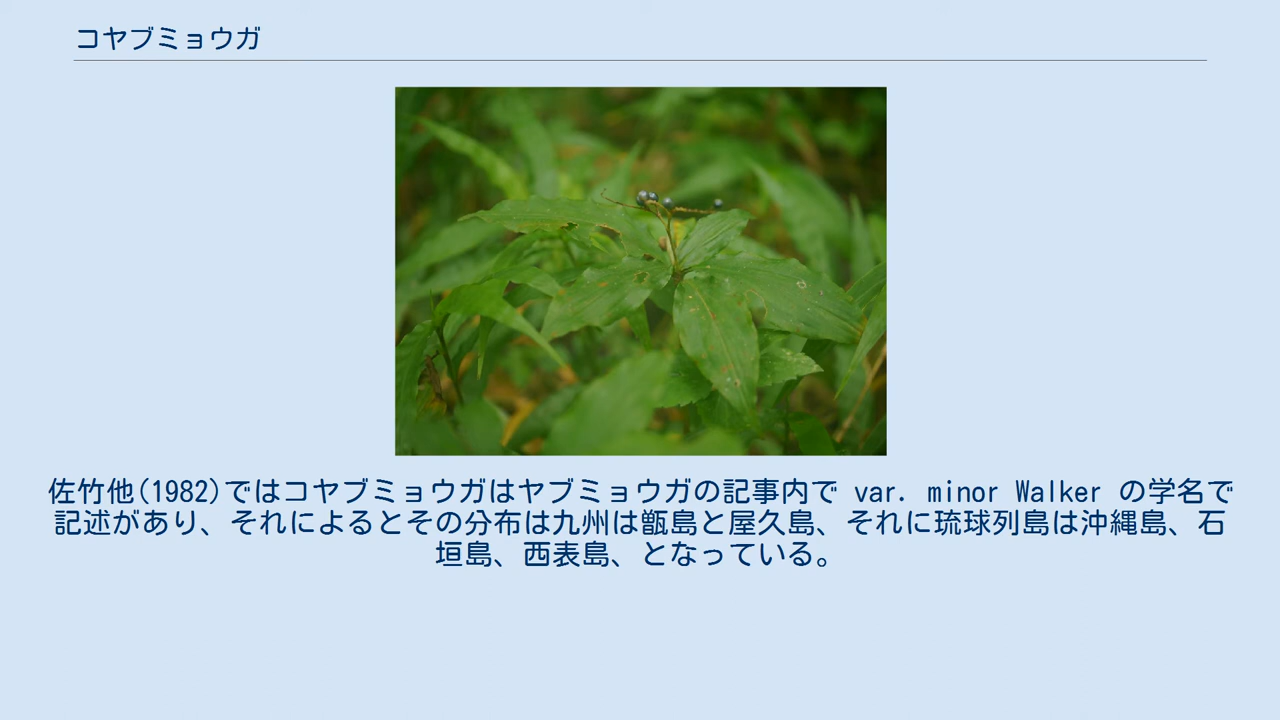 コヤブミョウガ
佐竹他(1982)ではコヤブミョウガはヤブミョウガの記事内で var. minor Walker の学名で
記述があり、それによるとその分布は九州は甑島と屋久島、それに琉球列島は沖縄島、石
垣島、西表島、となっている。